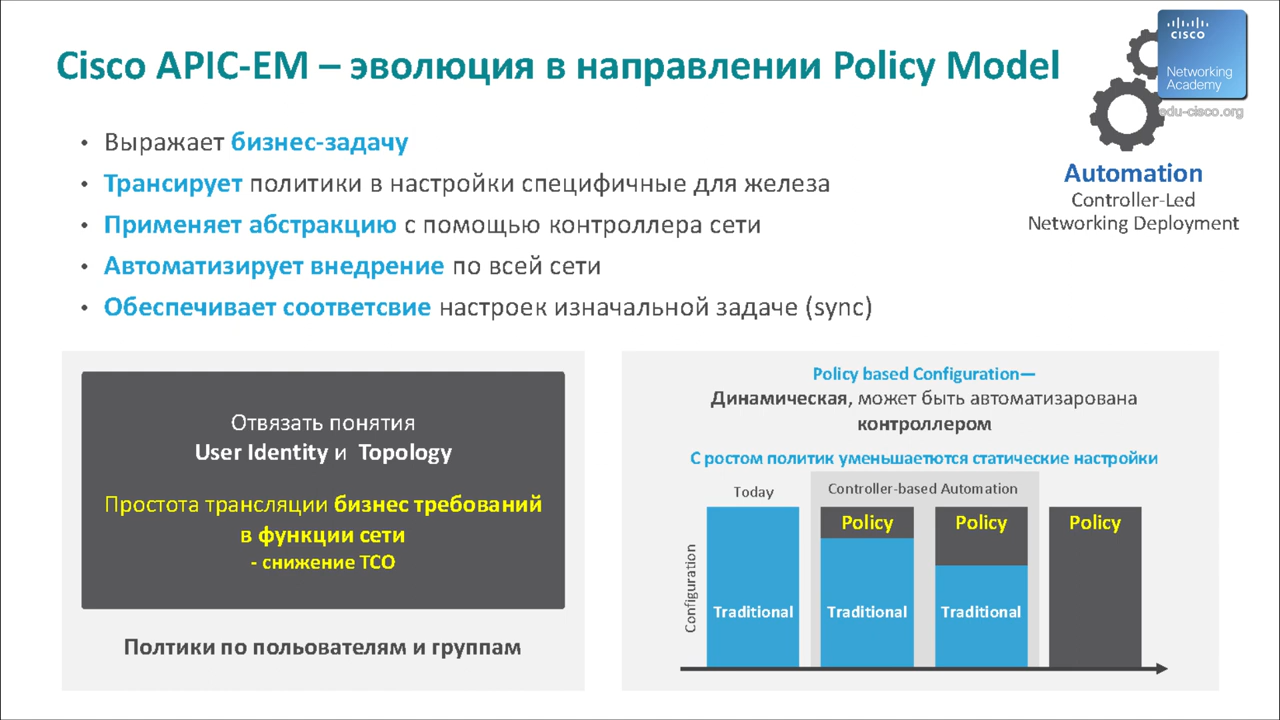 Cisco APIC-EM – эволюция в направлении Policy Model
cisco
Networking
Academy
edu-cisco.org
Automation
Controller-Led
Networking Deployment
• Выражает бизнес-задачу
• Трансирует политики в настройки специфичные для железа
• Применяет абстракцию с помощью контроллера сети
• Автоматизирует внедрение по всей сети
• Обеспечивает соответсвие настроек изначальной задаче (sync)
Отвязать понятия
User Identity и Topology
Простота трансляции бизнес требований
в функции сети
- снижение TCO
Полтики по пользователям и группам
Policy based Configuration—
Динамическая, может быть автоматизарована
контроллером
С ростом политик уменьшаетются статические настройки
Today
Controller-based Automation
Policy
Policy
Policy
Configuration
Traditional
Traditional
Traditional